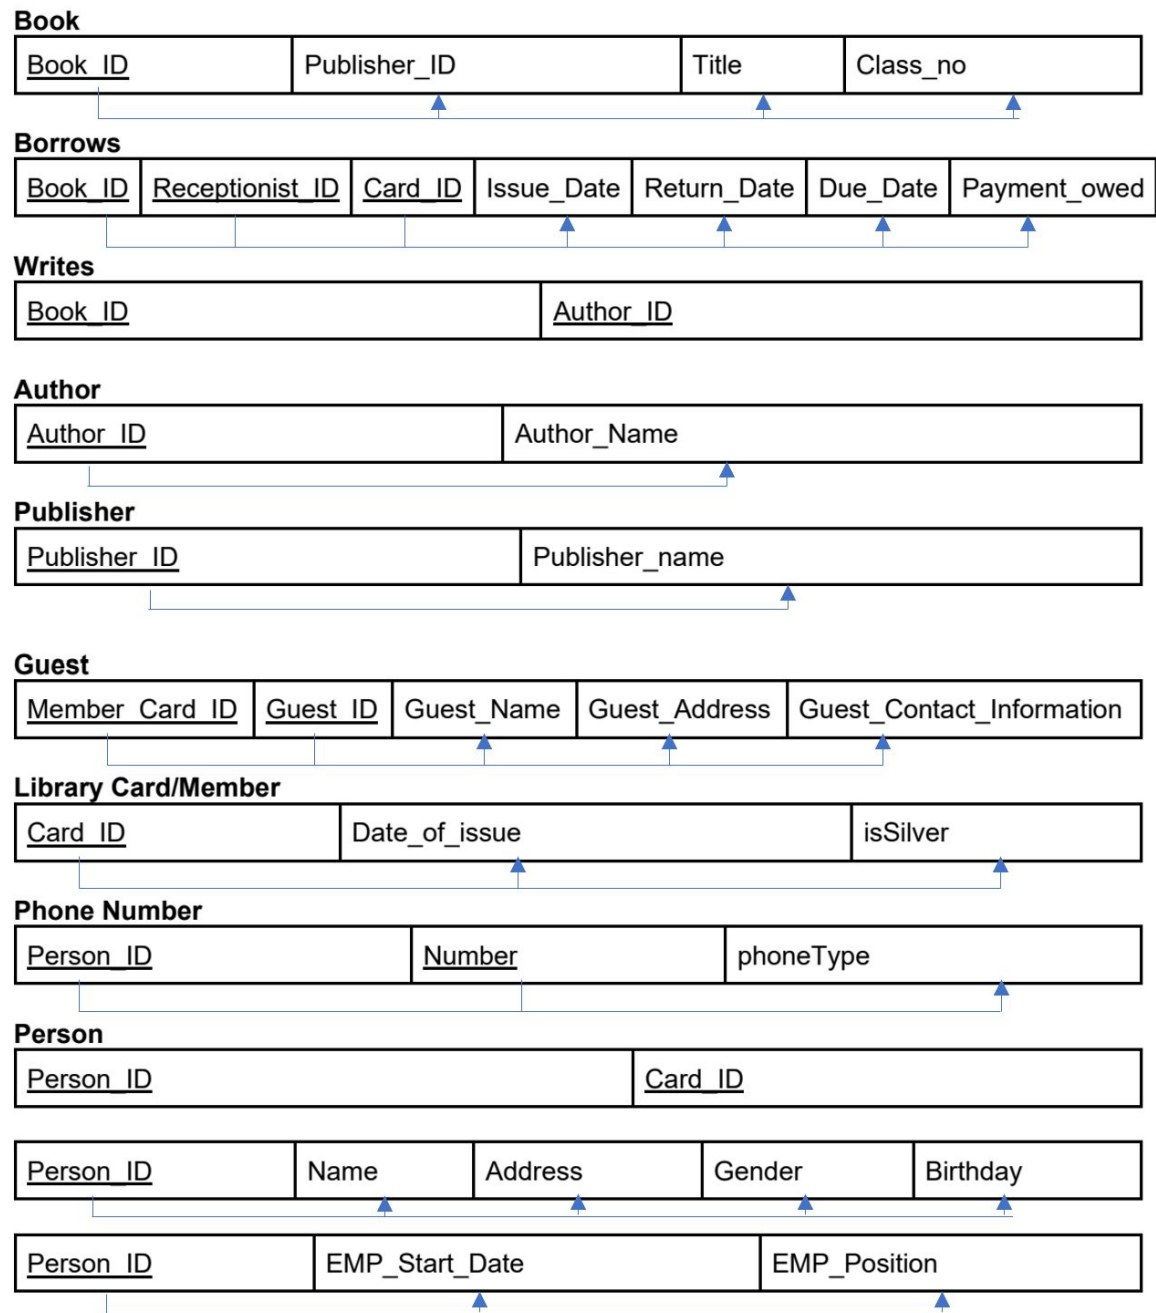 Book
Book_ID Publisher_ID Title Class_no
Borrows
Book_ID Receptionist_ID Card_ID Issue_Date Return_Date Due_Date Payment_owed
Writes
Book_ID Author_ID
Author
Author_ID Author_Name
Publisher
Publisher_ID Publisher_name
Guest
Member_Card_ID Guest_ID Guest_Name Guest_Address Guest_Contact_Information
Library Card/Member
Card_ID Date_of_issue isSilver
Phone Number
Person_ID Number phoneType
Person
Person_ID Card_ID
Person_ID Name Address Gender Birthday
Person_ID EMP_Start_Date EMP_Position